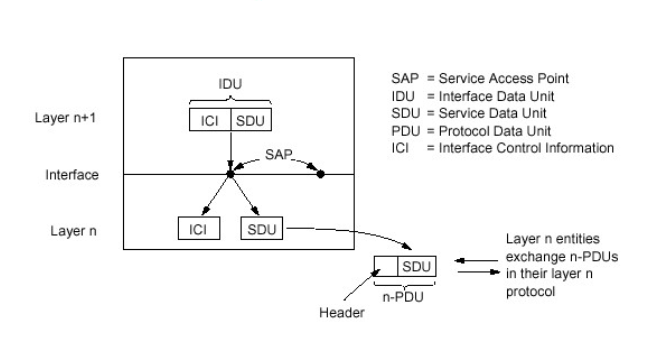 IDU
Layer n+1
ICI SDU
SAP
Interface
Layer n
ICI
SDU
SAP = Service Access Point
IDU = Interface Data Unit
SDU = Service Data Unit
PDU = Protocol Data Unit
ICI = Interface Control Information
SDU
n-PDU
Header
Layer n entities
exchange n-PDUs
in their layer n
protocol